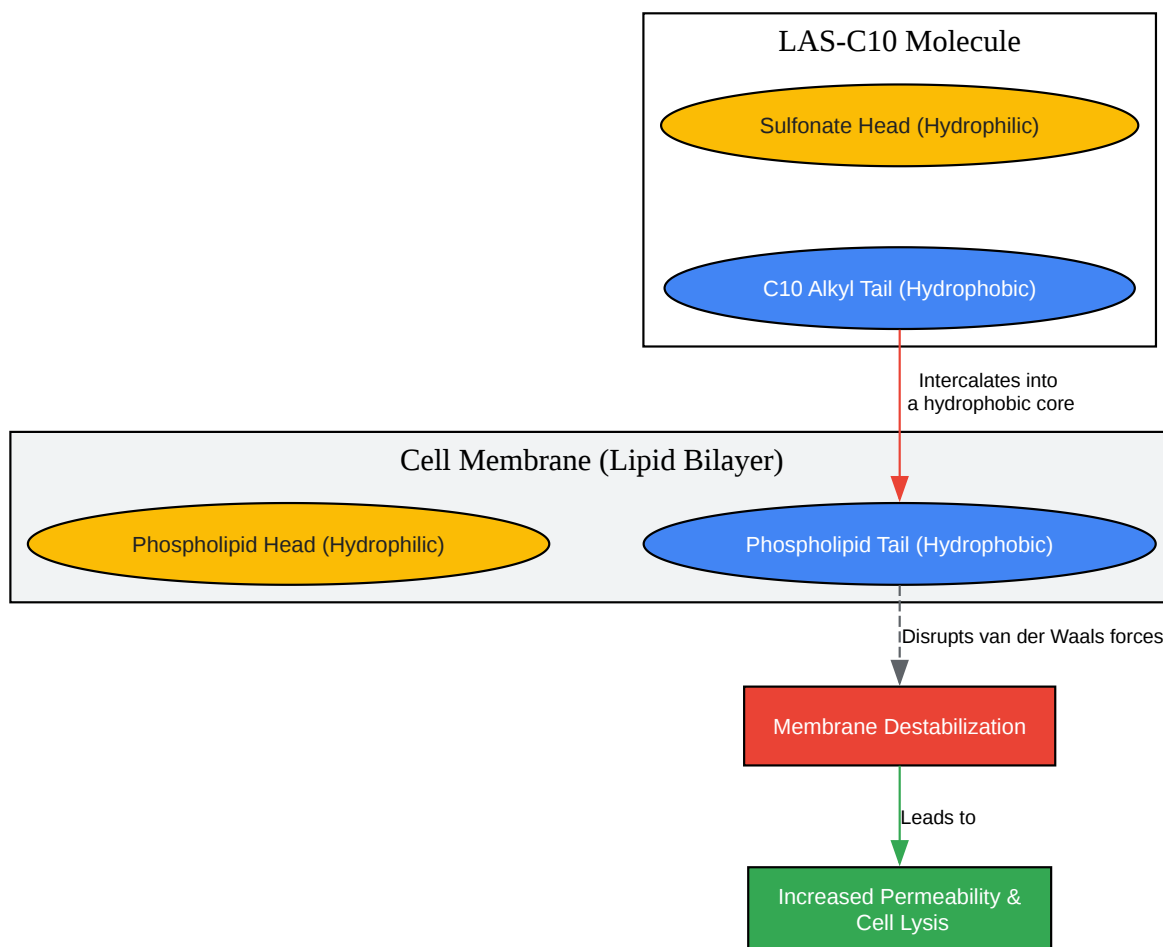 LAS-C10 Molecule
Sulfonate Head (Hydrophilic)
C10 Alkyl Tail (Hydrophobic)
Intercalates into
a hydrophobic core
Cell Membrane (Lipid Bilayer)
Phospholipid Head (Hydrophilic)
Phospholipid Tail (Hydrophobic)
Disrupts van der Waals forces
Membrane Destabilization
Leads to
Increased Permeability &
Cell Lysis